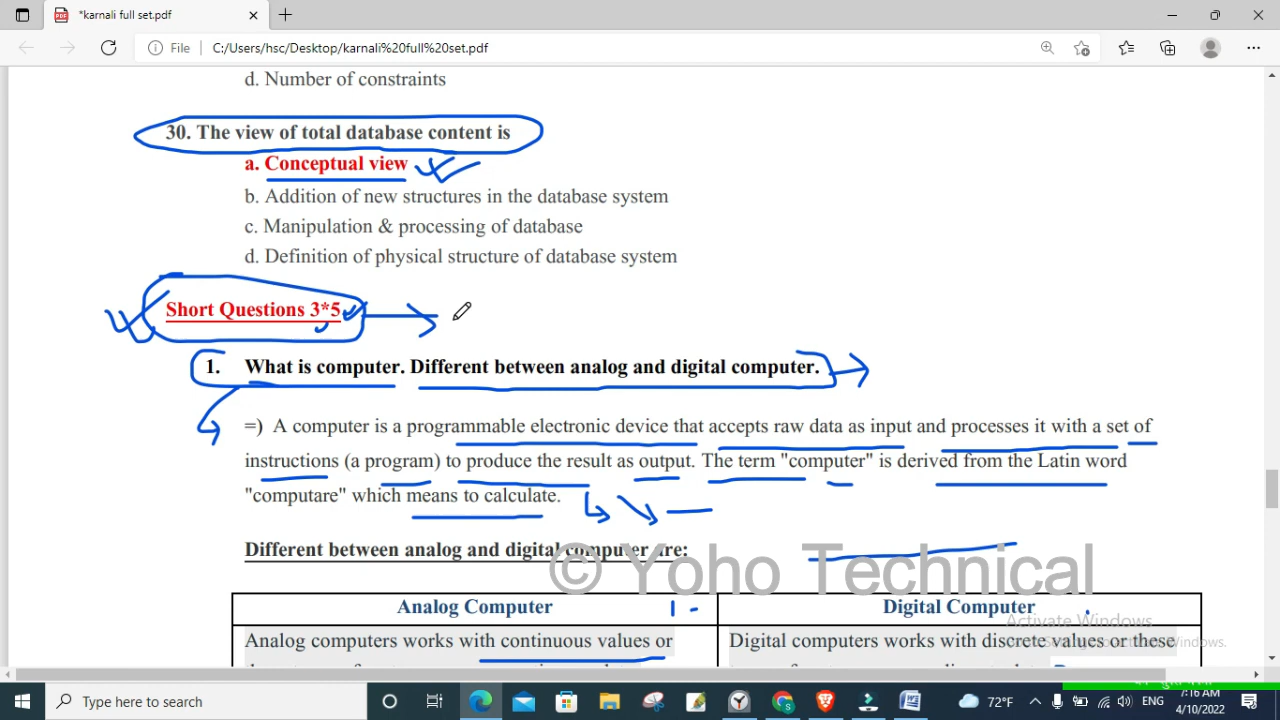 *karnali full set.pdf
File C:/Users/hsc/Desktop/karnali%20full%20set.pdf
d. Number of constraints
30. The view of total database content is
a. Conceptual view
b. Addition of new structures in the database system
c. Manipulation & processing of database
d. Definition of physical structure of database system
Short Questions 3*5
1. What is computer. Different between analog and digital computer.
=) A computer is a programmable electronic device that accepts raw data as input and processes it with a set of
instructions (a program) to produce the result as output. The term "computer" is derived from the Latin word
"computare" which means to calculate.
Different between analog and digital computer are:
© Yoho Technical
Analog Computer Digital Computer
Activate Windows
Analog computers works with continuous values or Digital computers works with discrete values or these
Type here to search
72°F
ENG
7:16 AM
4/10/2022